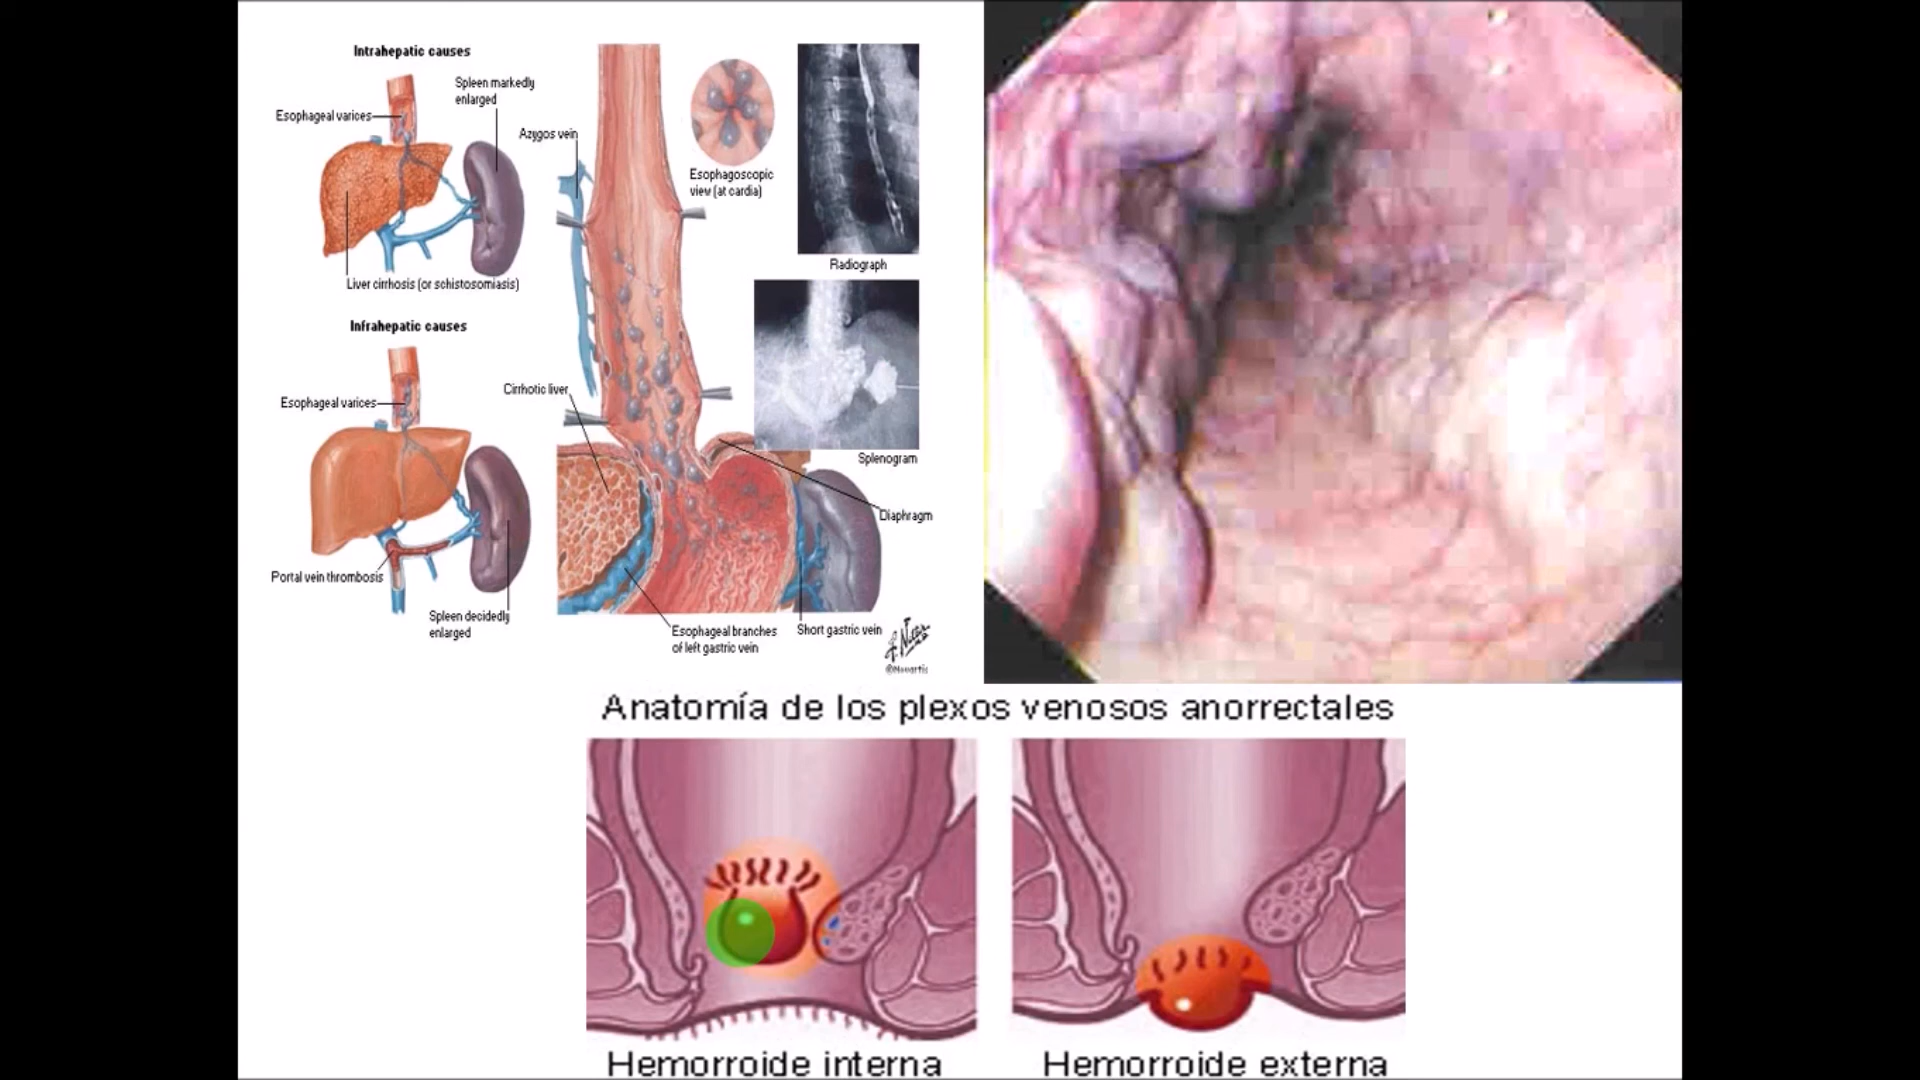 Intrahepatic causes
Spleen markedly
enlarged
Esophageal varices
Liver cirrhosis (or schistosomiasis)
Infrahepatic causes
Esophageal varices
Portal vein thrombosis
Spleen decidedly
enlarged
Azygos vein
Esophagoscopic
view (at cardia)
Radiograph
Cirrhotic liver
Splenogram
Diaphragm
Esophageal branches
of left gastric vein
Short gastric vein
©Novartis
Anatomía de los plexos venosos anorrectales
Hemorroide interna
Hemorroide externa